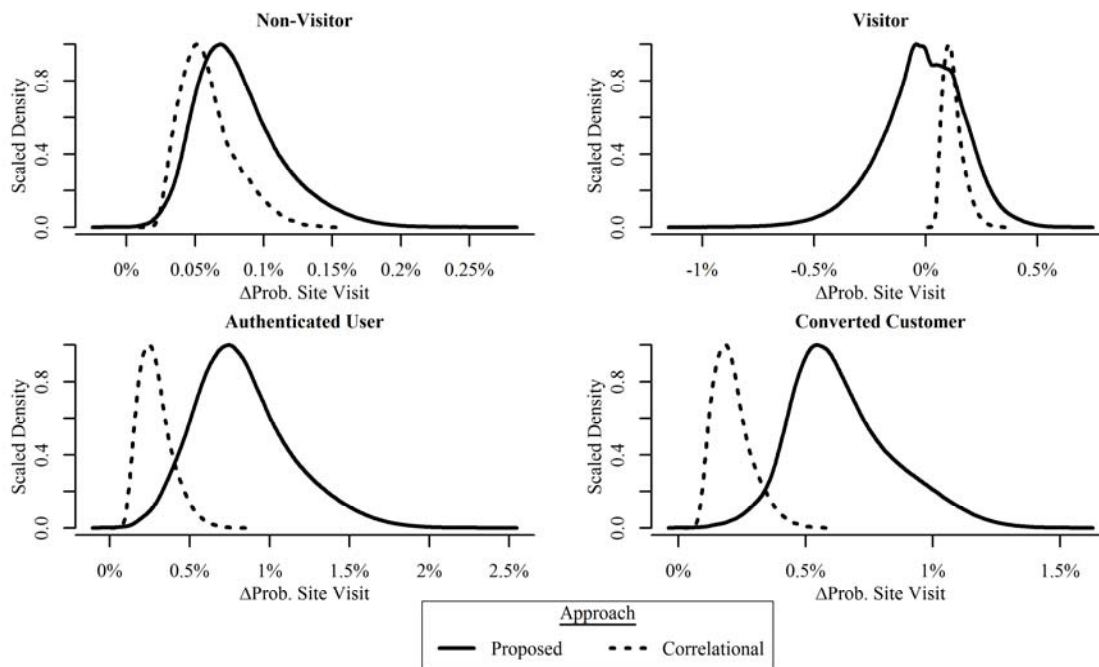 Non-Visitor
Scaled Density
0.0 0.4 0.8
0% 0.05% 0.1% 0.15% 0.2% 0.25%
ΔProb. Site Visit
Visitor
Scaled Density
0.0 0.4 0.8
-1% -0.5% 0% 0.5%
ΔProb. Site Visit
Authenticated User
Scaled Density
0.0 0.4 0.8
0% 0.5% 1% 1.5% 2% 2.5%
ΔProb. Site Visit
Converted Customer
Scaled Density
0.0 0.4 0.8
0% 0.5% 1% 1.5%
ΔProb. Site Visit
Approach
Proposed Correlational